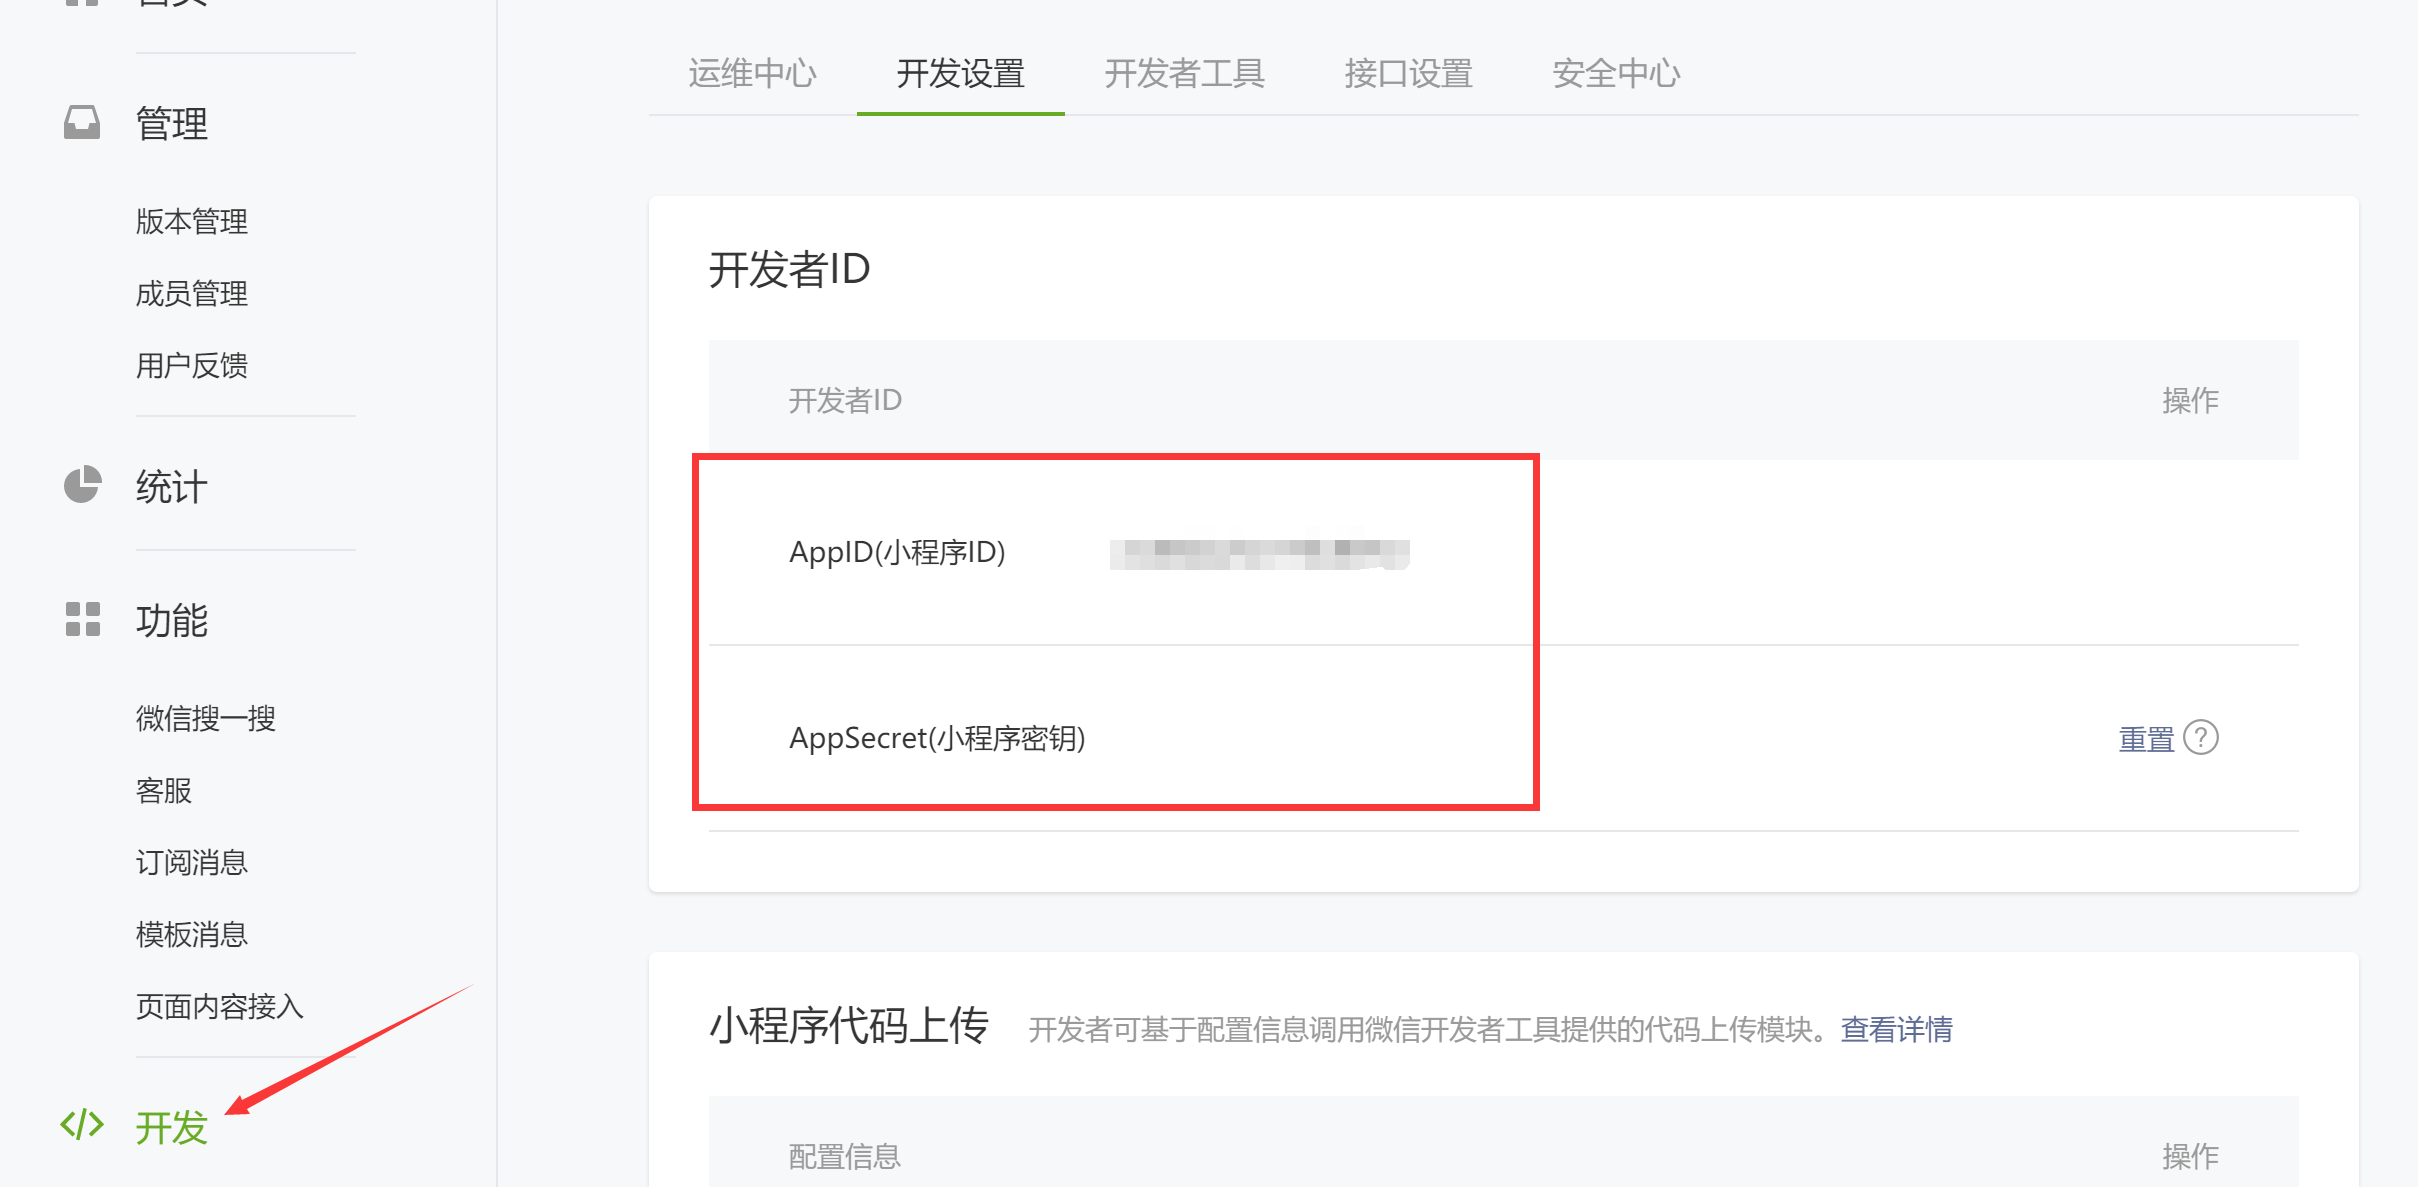 首页
管理
版本管理
成员管理
用户反馈
统计
功能
微信搜一搜
客服
订阅消息
模板消息
页面内容接入
开发
运维中心 开发设置 开发者工具 接口设置 安全中心
开发者ID
开发者ID 操作
AppID(小程序ID)
AppSecret(小程序密钥) 重置 ?
小程序代码上传 开发者可基于配置信息调用微信开发者工具提供的代码上传模块。查看详情
配置信息 操作